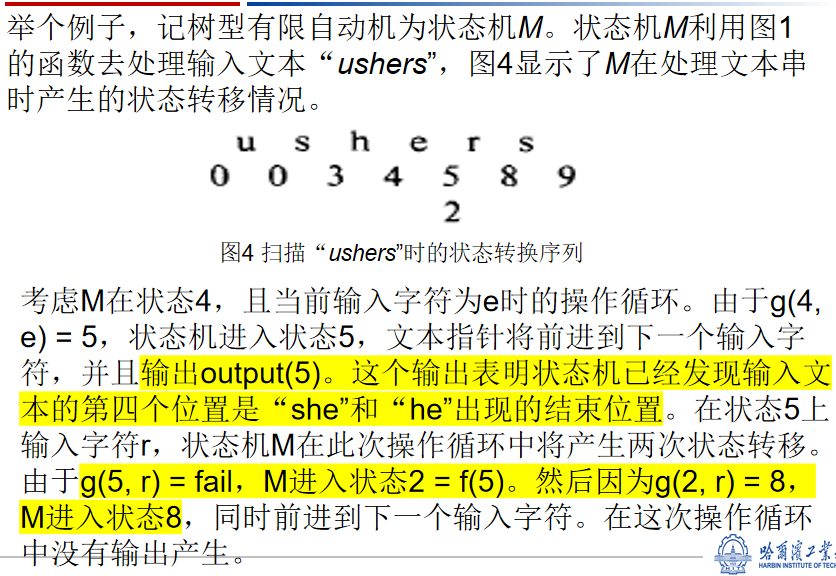 举个例子，记树型有限自动机为状态机M。状态机M利用图1
的函数去处理输入文本“ushers”，图4显示了M在处理文本串
时产生的状态转移情况。
u s h e r s
0 0 3 4 5 8 9
2
图4 扫描“ushers”时的状态转换序列
考虑M在状态4，且当前输入字符为e时的操作循环。由于g(4,
e) = 5，状态机进入状态5，文本指针将前进到下一个输入字
符，并且输出output(5)。这个输出表明状态机已经发现输入文
本的第四个位置是“she”和“he”出现的结束位置。在状态5上
输入字符r，状态机M在此次操作循环中将产生两次状态转移。
由于g(5, r) = fail，M进入状态2 = f(5)。然后因为g(2, r) = 8，
M进入状态8，同时前进到下一个输入字符。在这次操作循环
中没有输出产生。
哈尔滨工业
HARBIN INSTITUTE OF TEC